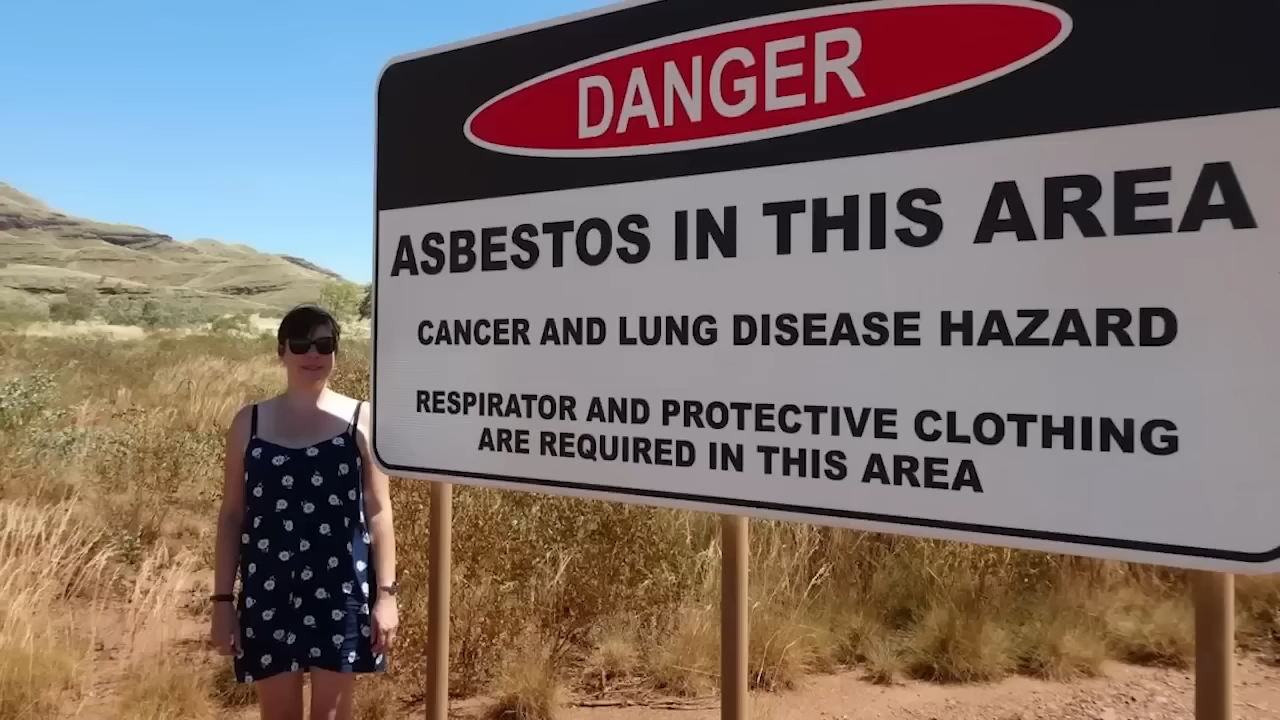 DANGER
ASBESTOS IN THIS AREA
CANCER AND LUNG DISEASE HAZARD
RESPIRATOR AND PROTECTIVE CLOTHING
ARE REQUIRED IN THIS AREA